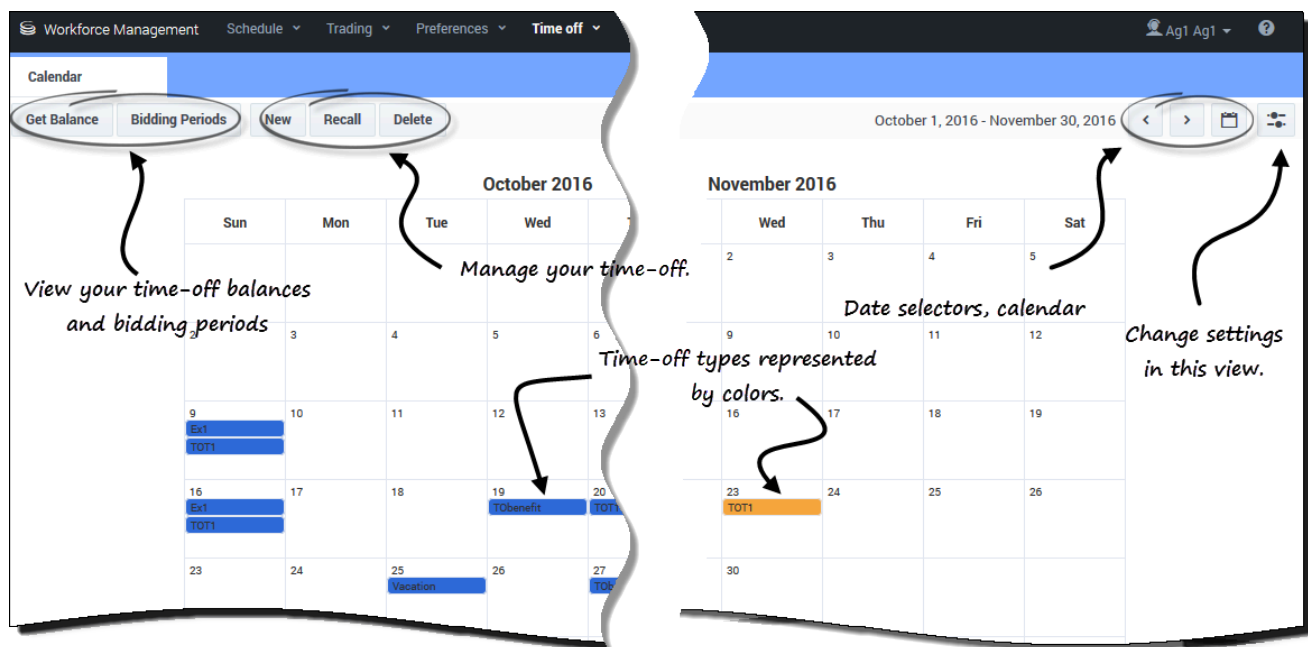 Workforce Management Schedule Trading Preferences Time off Ag1 Ag1
Calendar
Get Balance Bidding Periods New Recall Delete October 1, 2016 - November 30, 2016
October 2016 November 2016
Sun Mon Tue Wed Wed Thu Fri Sat
2 3 4 5
View your time-off balances
and bidding periods
Manage your time-off.
Date selectors, calendar
Change settings
in this view.
2 3 4 5 6 9 10 11 12
Time-off types represented
by colors.
9 10 11 12 13 16 17 18 19
Ex1
TOT1
16 17 18 19 20 23 24 25 26
Ex1 TObenefit TOT1 TOT1
TOT1
23 24 25 26 27 30
Vacation TOb